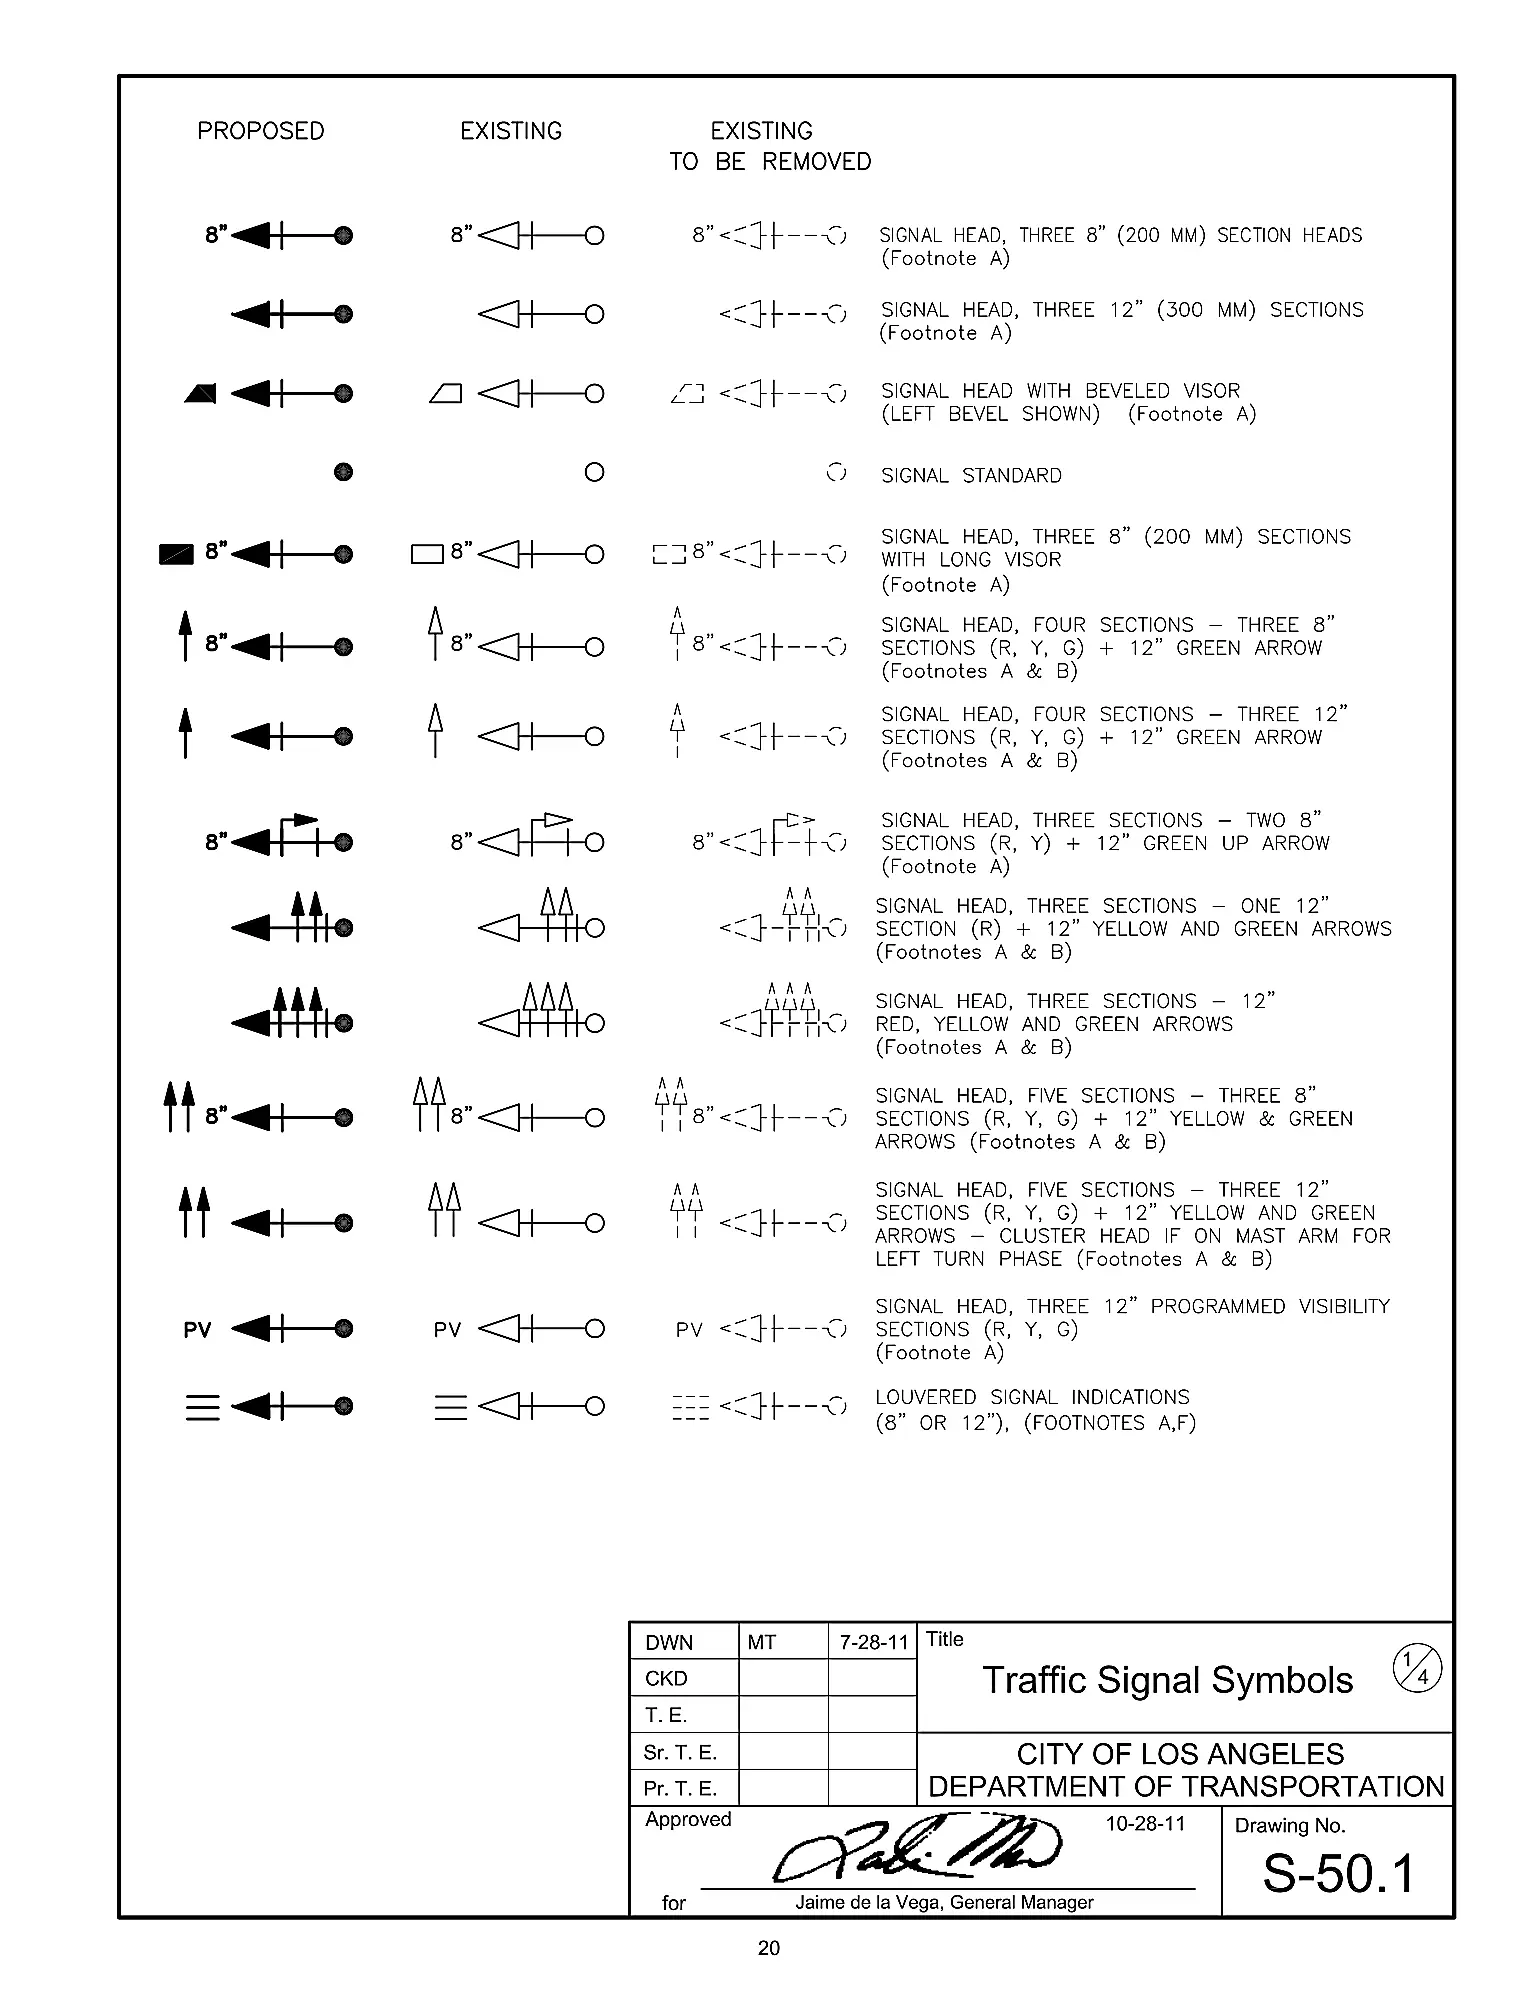 PROPOSED EXISTING EXISTING
TO BE REMOVED
8" 8" 8" SIGNAL HEAD, THREE 8" (200 MM) SECTION HEADS
(Footnote A)
SIGNAL HEAD, THREE 12" (300 MM) SECTIONS
(Footnote A)
SIGNAL HEAD WITH BEVELED VISOR
(LEFT BEVEL SHOWN) (Footnote A)
SIGNAL STANDARD
SIGNAL HEAD, THREE 8" (200 MM) SECTIONS
8" 8" 8" WITH LONG VISOR
(Footnote A)
SIGNAL HEAD, FOUR SECTIONS – THREE 8"
8" 8" 8" SECTIONS (R, Y, G) + 12" GREEN ARROW
(Footnotes A & B)
SIGNAL HEAD, FOUR SECTIONS – THREE 12"
SECTIONS (R, Y, G) + 12" GREEN ARROW
(Footnotes A & B)
SIGNAL HEAD, THREE SECTIONS – TWO 8"
8" 8" 8" SECTIONS (R, Y) + 12" GREEN UP ARROW
(Footnote A)
SIGNAL HEAD, THREE SECTIONS – ONE 12"
SECTION (R) + 12" YELLOW AND GREEN ARROWS
(Footnotes A & B)
SIGNAL HEAD, THREE SECTIONS – 12"
RED, YELLOW AND GREEN ARROWS
(Footnotes A & B)
SIGNAL HEAD, FIVE SECTIONS – THREE 8"
8" 8" 8" SECTIONS (R, Y, G) + 12" YELLOW & GREEN
ARROWS (Footnotes A & B)
SIGNAL HEAD, FIVE SECTIONS – THREE 12"
SECTIONS (R, Y, G) + 12" YELLOW AND GREEN
ARROWS – CLUSTER HEAD IF ON MAST ARM FOR
LEFT TURN PHASE (Footnotes A & B)
SIGNAL HEAD, THREE 12" PROGRAMMED VISIBILITY
PV PV PV SECTIONS (R, Y, G)
(Footnote A)
LOUVERED SIGNAL INDICATIONS
(8" OR 12"), (FOOTNOTES A,F)
DWN MT 7-28-11
CKD
T. E.
Sr. T. E.
Pr. T. E.
Title
Traffic Signal Symbols 1/4
CITY OF LOS ANGELES
DEPARTMENT OF TRANSPORTATION
Approved 10-28-11
for Jaime de la Vega, General Manager
Drawing No.
S-50.1
20